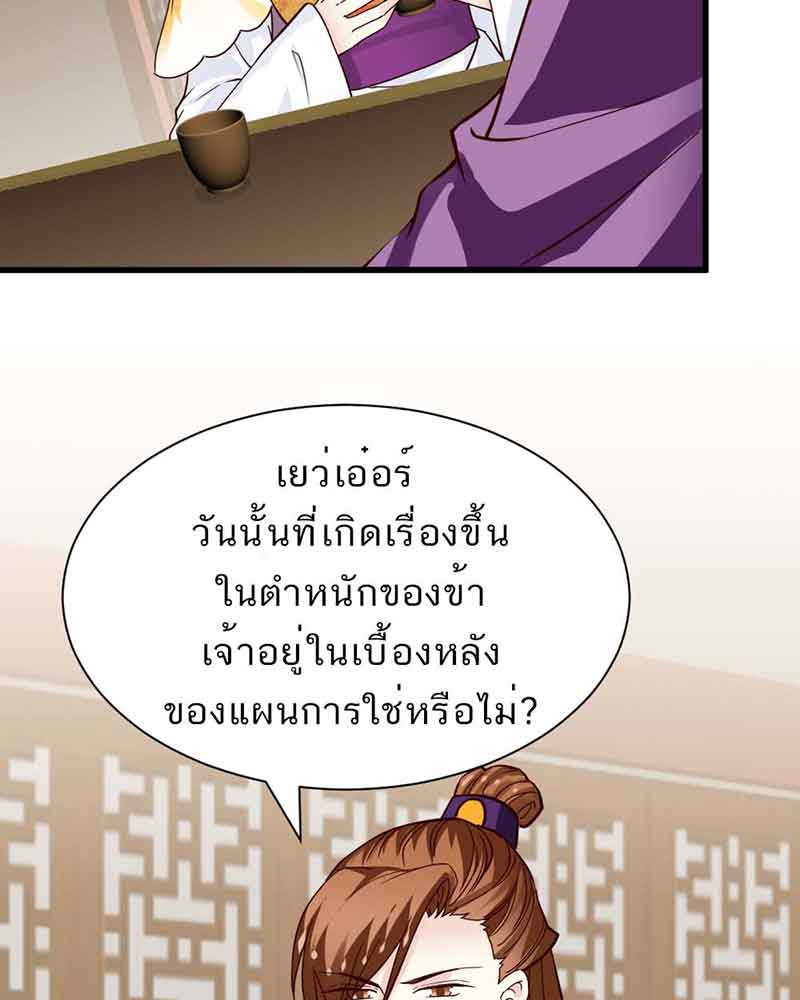 เยว่เอ๋อร์
วันนั้นที่เกิดเรื่องขึ้น
ในตำหนักของข้า
เจ้าอยู่ในเบื้องหลัง
ของแผนการใช่หรือไม่?